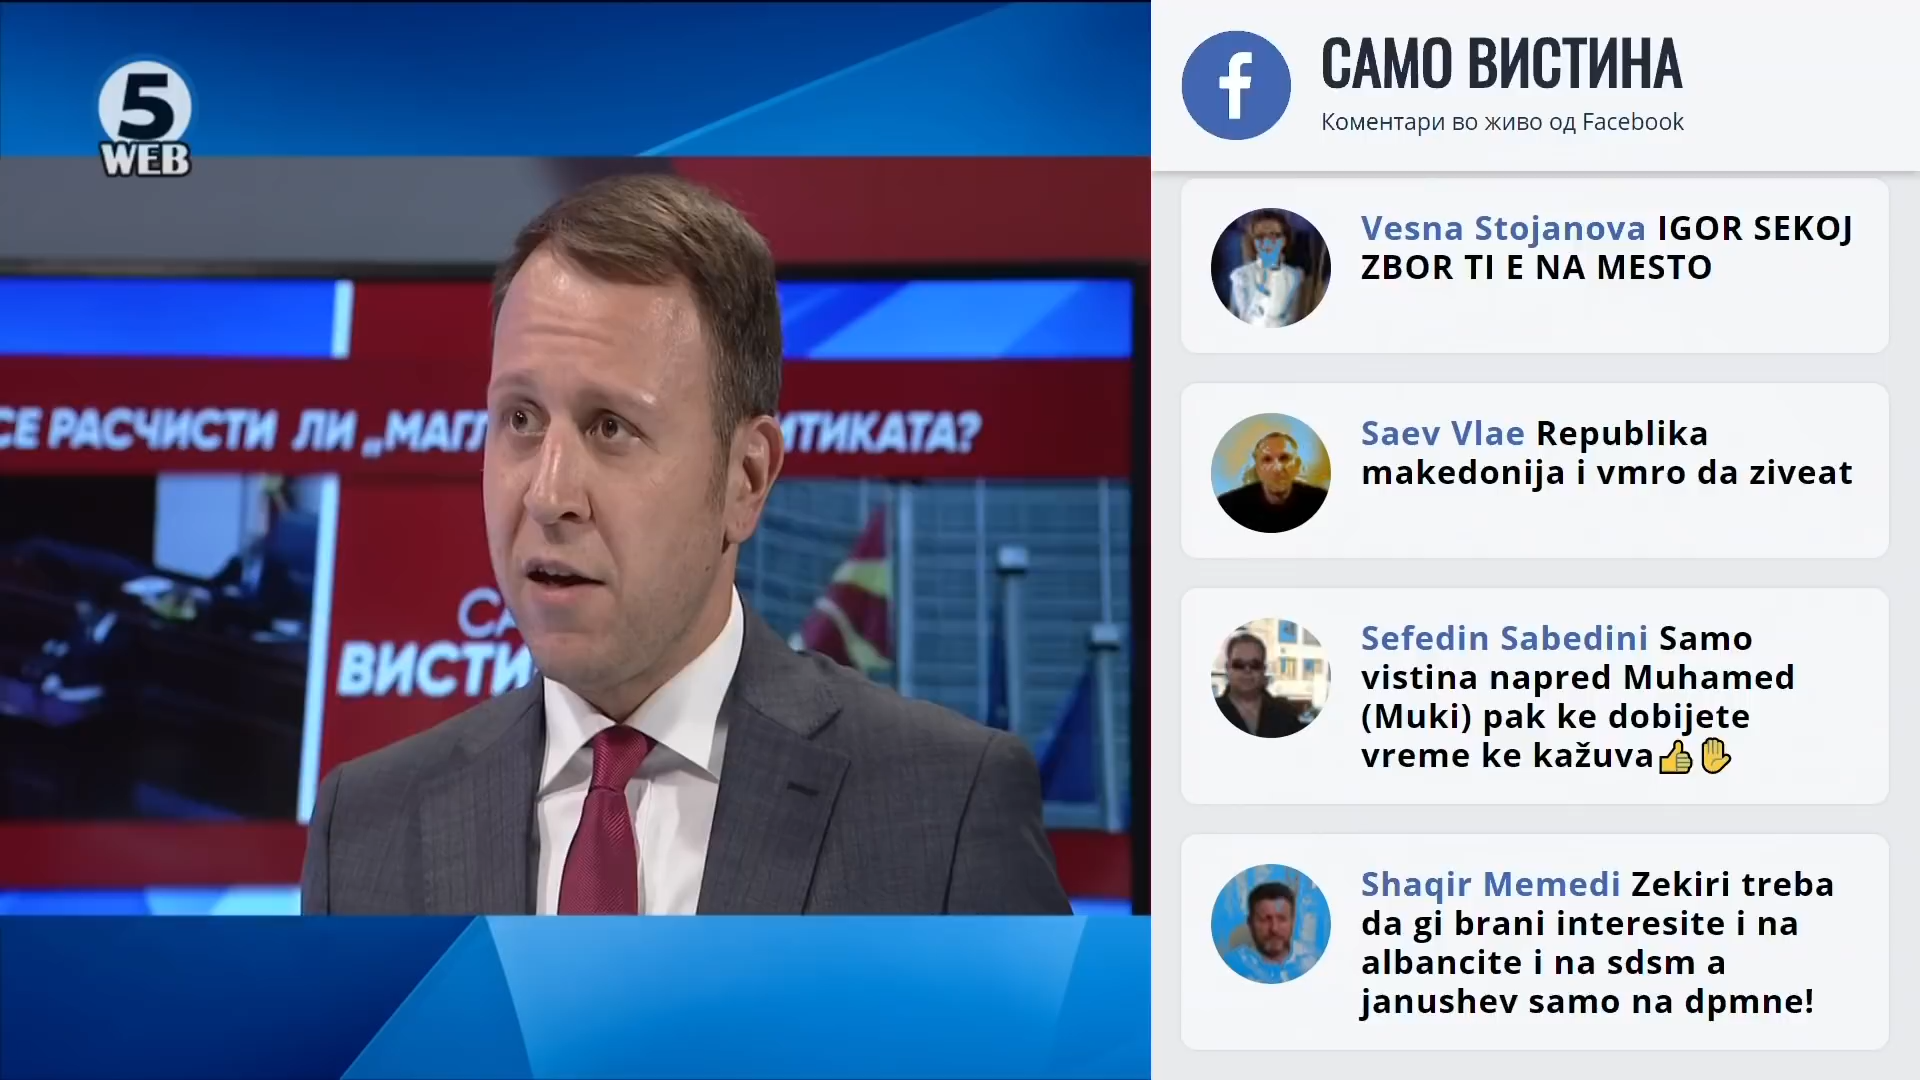 5
WEB
СЕ РАСЧИСТИ ЛИ „МАГЛ
ИТИКАТА?
СА
ВИСТИ
f
САМО ВИСТИНА
Коментари во живо од Facebook
Vesna Stojanova IGOR SEKOJ
ZBOR TI E NA MESTO
Saev Vlae Republika
makedonija i vmro da ziveat
Sefedin Sabedini Samo
vistina napred Muhamed
(Muki) pak ke dobijete
vreme ke kažuva👍✋
Shaqir Memedi Zekiri treba
da gi brani interesite i na
albancite i na sdsm a
janushev samo na dpmne!